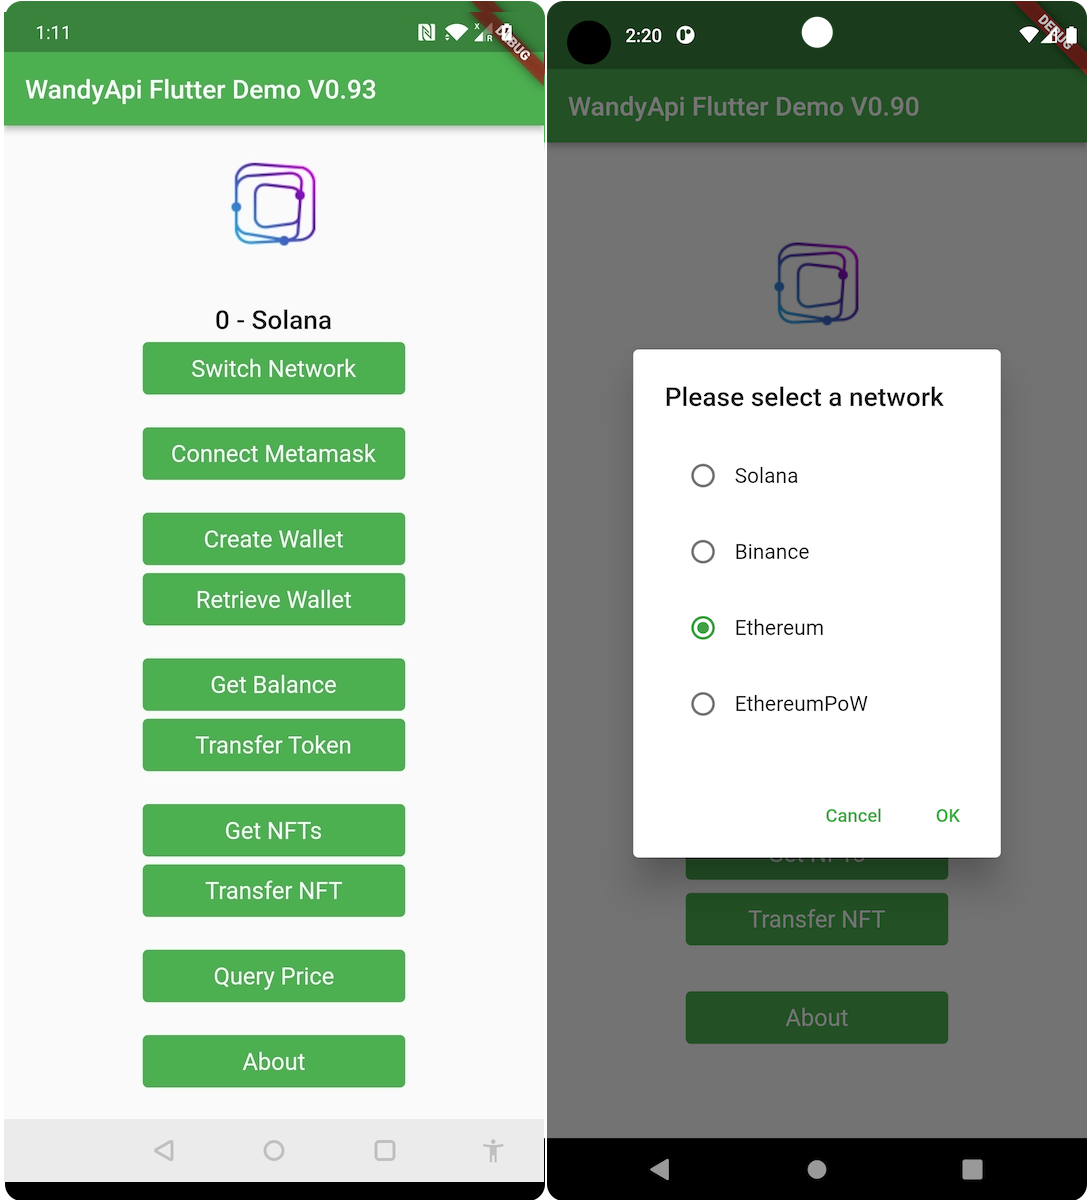 1:11
DEBUG
WandyApi Flutter Demo V0.93
0 - Solana
Switch Network
Connect Metamask
Create Wallet
Retrieve Wallet
Get Balance
Transfer Token
Get NFTs
Transfer NFT
Query Price
About
2:20
DEBUG
WandyApi Flutter Demo V0.90
Please select a network
Solana
Binance
Ethereum
EthereumPoW
Cancel OK
Get NFTs
Transfer NFT
About